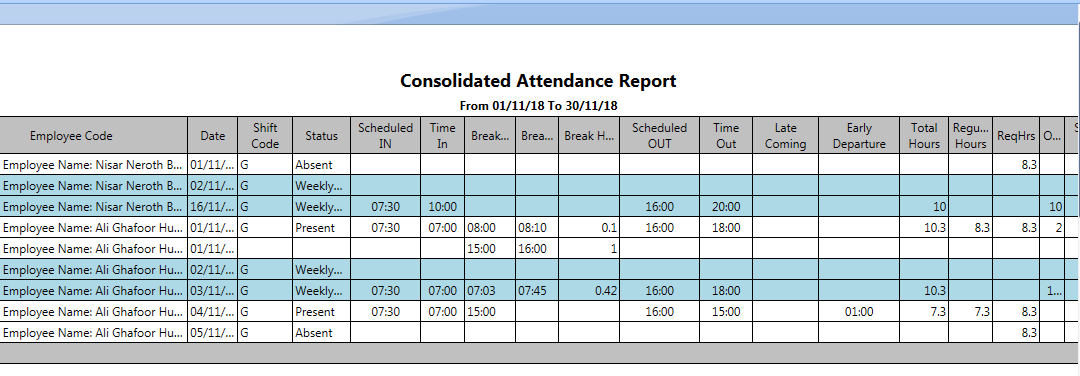 Consolidated Attendance Report
From 01/11/18 To 30/11/18
Employee Code Date Shift Code Status Scheduled IN Time In Break... Brea... Break H... Scheduled OUT Time Out Late Coming Early Departure Total Hours Regu... Hours ReqHrs O... S
Employee Name: Nisar Neroth B... 01/11/... G Absent 8.3
Employee Name: Nisar Neroth B... 02/11/... G Weekly...
Employee Name: Nisar Neroth B... 16/11/... G Weekly... 07:30 10:00 16:00 20:00 10 10
Employee Name: Ali Ghafoor Hu... 01/11/... G Present 07:30 07:00 08:00 08:10 0.1 16:00 18:00 10.3 8.3 8.3 2
Employee Name: Ali Ghafoor Hu... 01/11/... 15:00 16:00 1
Employee Name: Ali Ghafoor Hu... 02/11/... G Weekly...
Employee Name: Ali Ghafoor Hu... 03/11/... G Weekly... 07:30 07:00 07:03 07:45 0.42 16:00 18:00 10.3 1...
Employee Name: Ali Ghafoor Hu... 04/11/... G Present 07:30 07:00 15:00 16:00 15:00 01:00 7.3 7.3 8.3
Employee Name: Ali Ghafoor Hu... 05/11/... G Absent 8.3